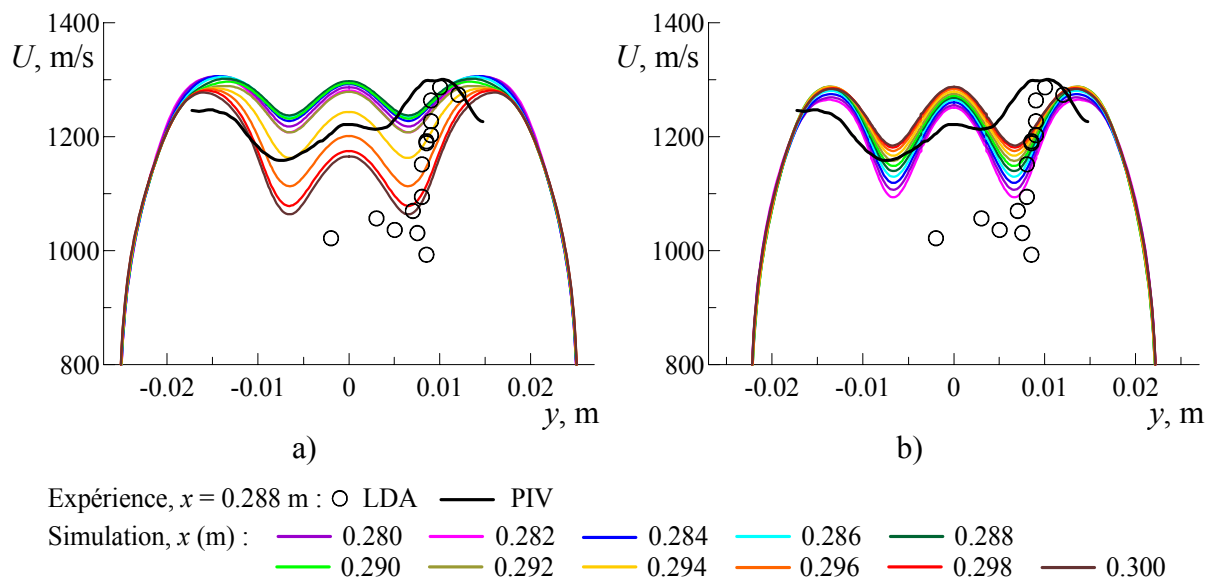 1400 1400
U, m/s U, m/s
1200 1200
1000 1000
800 800
-0.02 -0.01 0 0.01 0.02 -0.02 -0.01 0 0.01 0.02
y, m y, m
a) b)
Expérience, x = 0.288 m : LDA PIV
Simulation, x (m) : 0.280 0.282 0.284 0.286 0.288
0.290 0.292 0.294 0.296 0.298 0.300